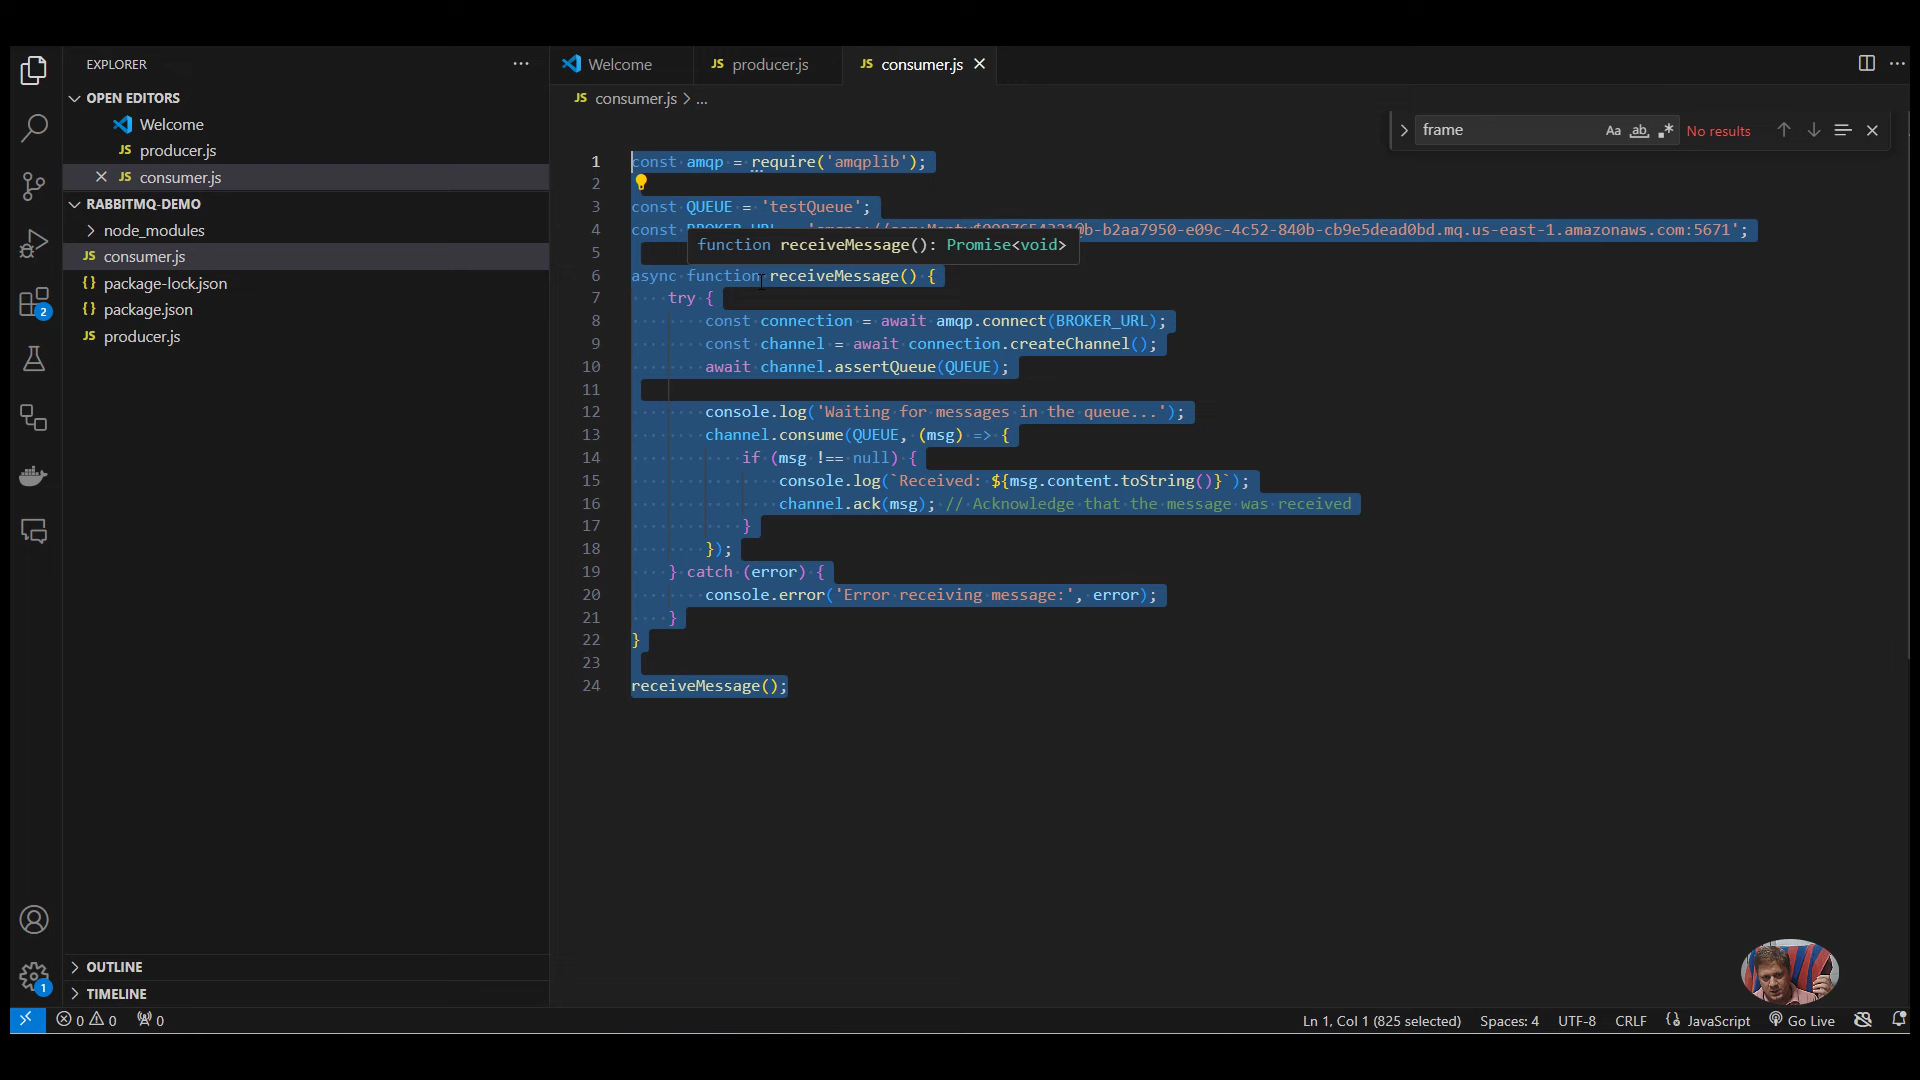 EXPLORER
OPEN EDITORS
Welcome
producer.js
consumer.js
RABBITMQ-DEMO
node_modules
consumer.js
package-lock.json
package.json
producer.js
OUTLINE
TIMELINE
Welcome
producer.js
consumer.js
consumer.js > ...
frame
Aa
ab
No results
1 const amqp = require('amqplib');
2
3 const QUEUE = 'testQueue';
4 const b-b2aa7950-e09c-4c52-840b-cb9e5dead0bd.mq.us-east-1.amazonaws.com:5671';
function receiveMessage(): Promise<void>
5
6 async function receiveMessage() {
7 try {
8 const connection = await amqp.connect(BROKER_URL);
9 const channel = await connection.createChannel();
10 await channel.assertQueue(QUEUE);
11
12 console.log('Waiting for messages in the queue...');
13 channel.consume(QUEUE, (msg) => {
14 if (msg !== null) {
15 console.log(`Received: ${msg.content.toString()}`);
16 channel.ack(msg); // Acknowledge that the message was received
17 }
18 });
19 } catch (error) {
20 console.error('Error receiving message:', error);
21 }
22 }
23
24 receiveMessage();
2
1
0 0 0
Ln 1, Col 1 (825 selected)
Spaces: 4
UTF-8
CRLF
{} JavaScript
Go Live